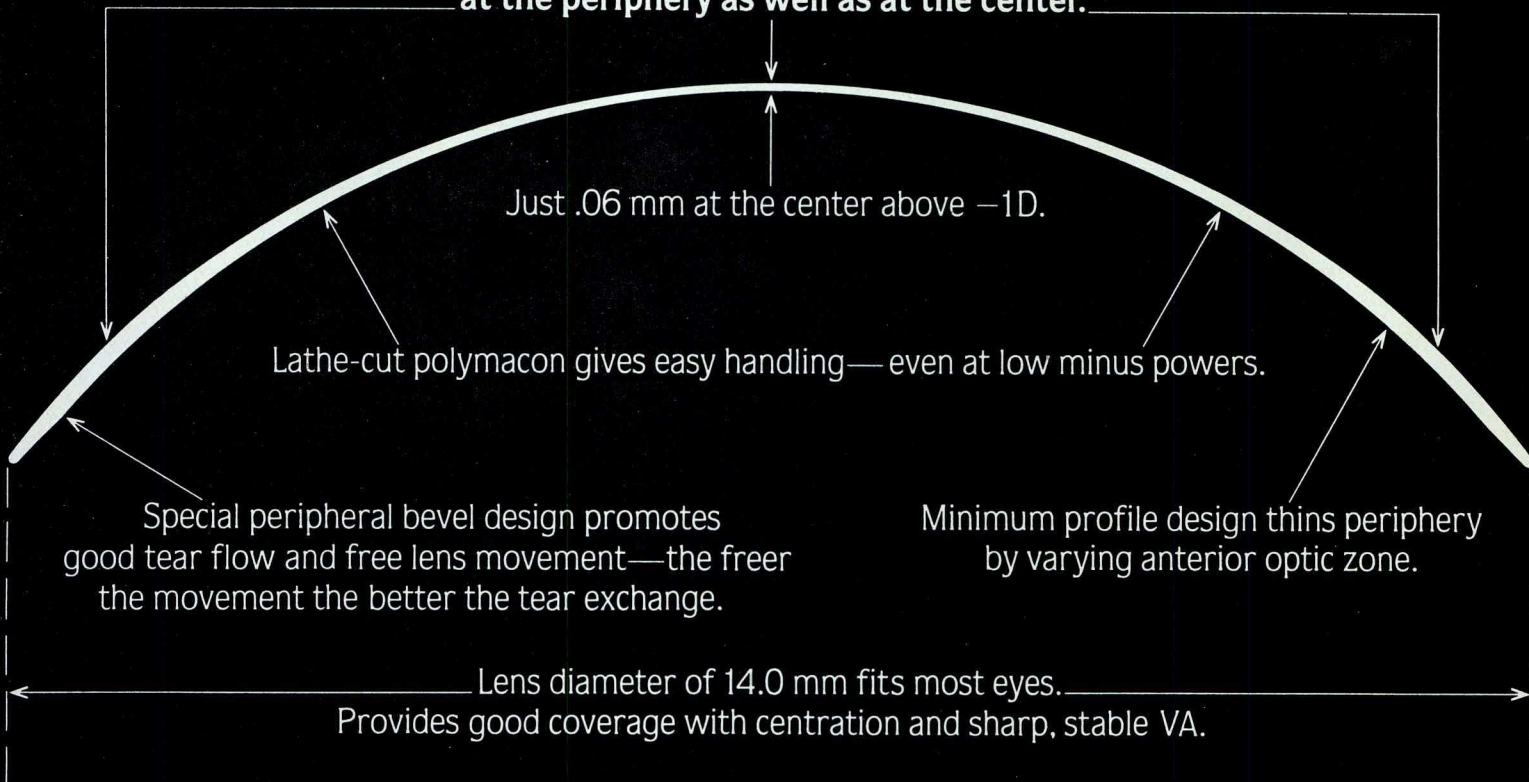 at the periphery as well as at the center.
Just .06 mm at the center above –1D.
Lathe-cut polymacon gives easy handling—even at low minus powers.
Special peripheral bevel design promotes
good tear flow and free lens movement—the freer
the movement the better the tear exchange.
Minimum profile design thins periphery
by varying anterior optic zone.
Lens diameter of 14.0 mm fits most eyes.
Provides good coverage with centration and sharp, stable VA.